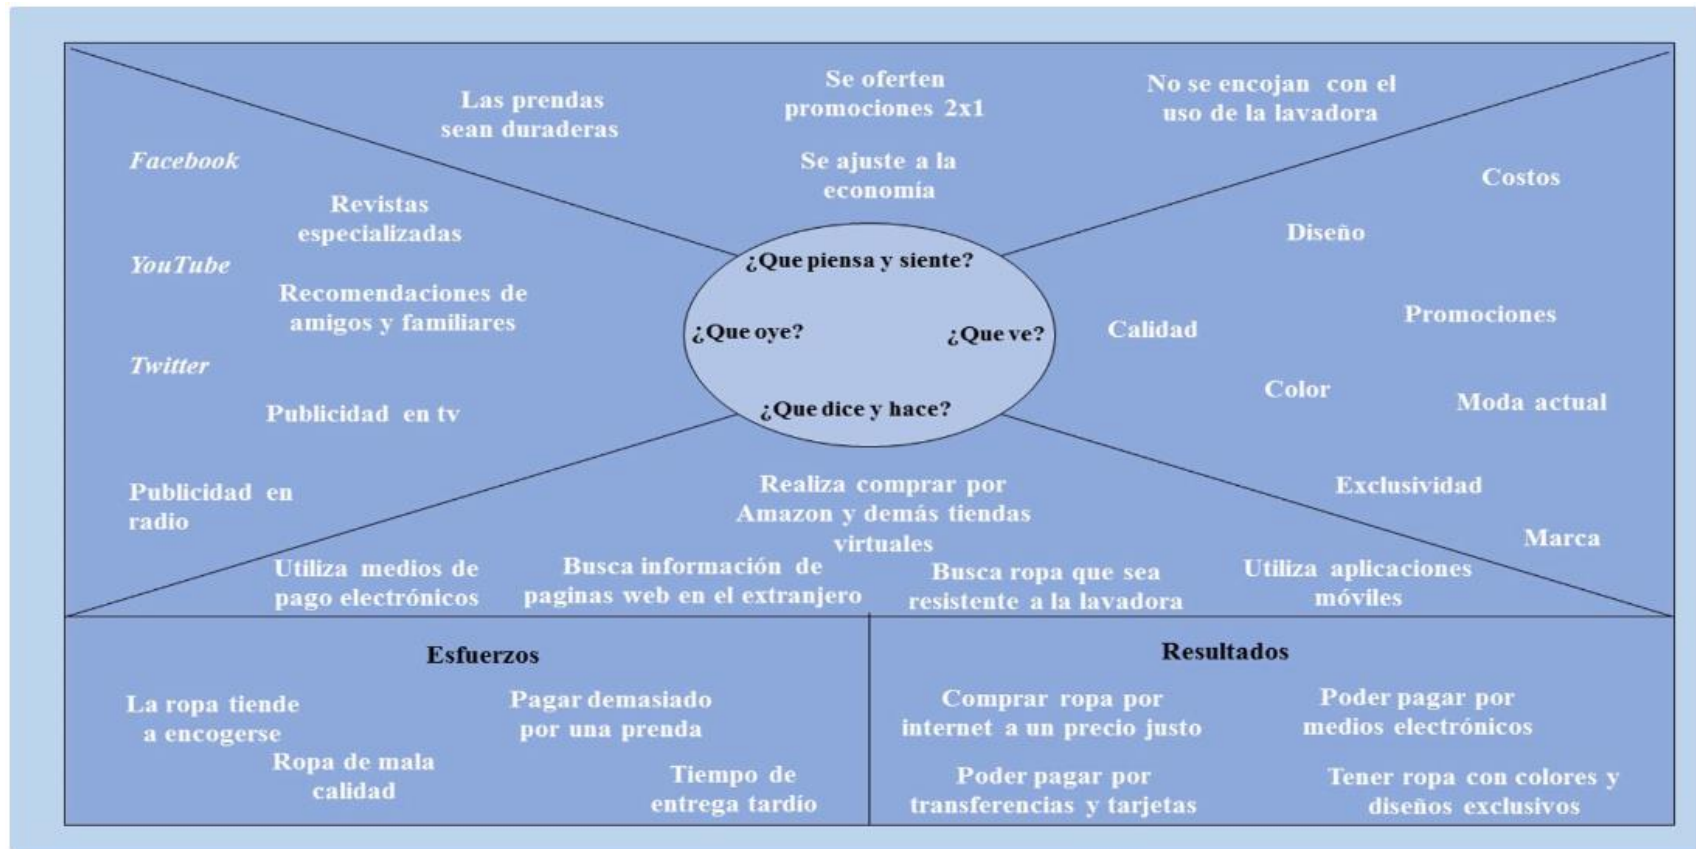 Las prendas
sean duraderas
Se oferten
promociones 2x1
Se ajuste a la
economía
No se encojan con el
uso de la lavadora
Facebook
Revistas
especializadas
YouTube
Recomendaciones de
amigos y familiares
Twitter
Publicidad en tv
Publicidad en
radio
¿Que piensa y siente?
¿Que oye?
¿Que ve?
¿Que dice y hace?
Costos
Diseño
Promociones
Calidad
Color
Moda actual
Exclusividad
Marca
Realiza comprar por
Amazon y demás tiendas
virtuales
Utiliza medios de
pago electrónicos
Busca información de
paginas web en el extranjero
Busca ropa que sea
resistente a la lavadora
Utiliza aplicaciones
móviles
Esfuerzos
La ropa tiende
a encogerse
Pagar demasiado
por una prenda
Ropa de mala
calidad
Tiempo de
entrega tardío
Resultados
Comprar ropa por
internet a un precio justo
Poder pagar por
medios electrónicos
Poder pagar por
transferencias y tarjetas
Tener ropa con colores y
diseños exclusivos